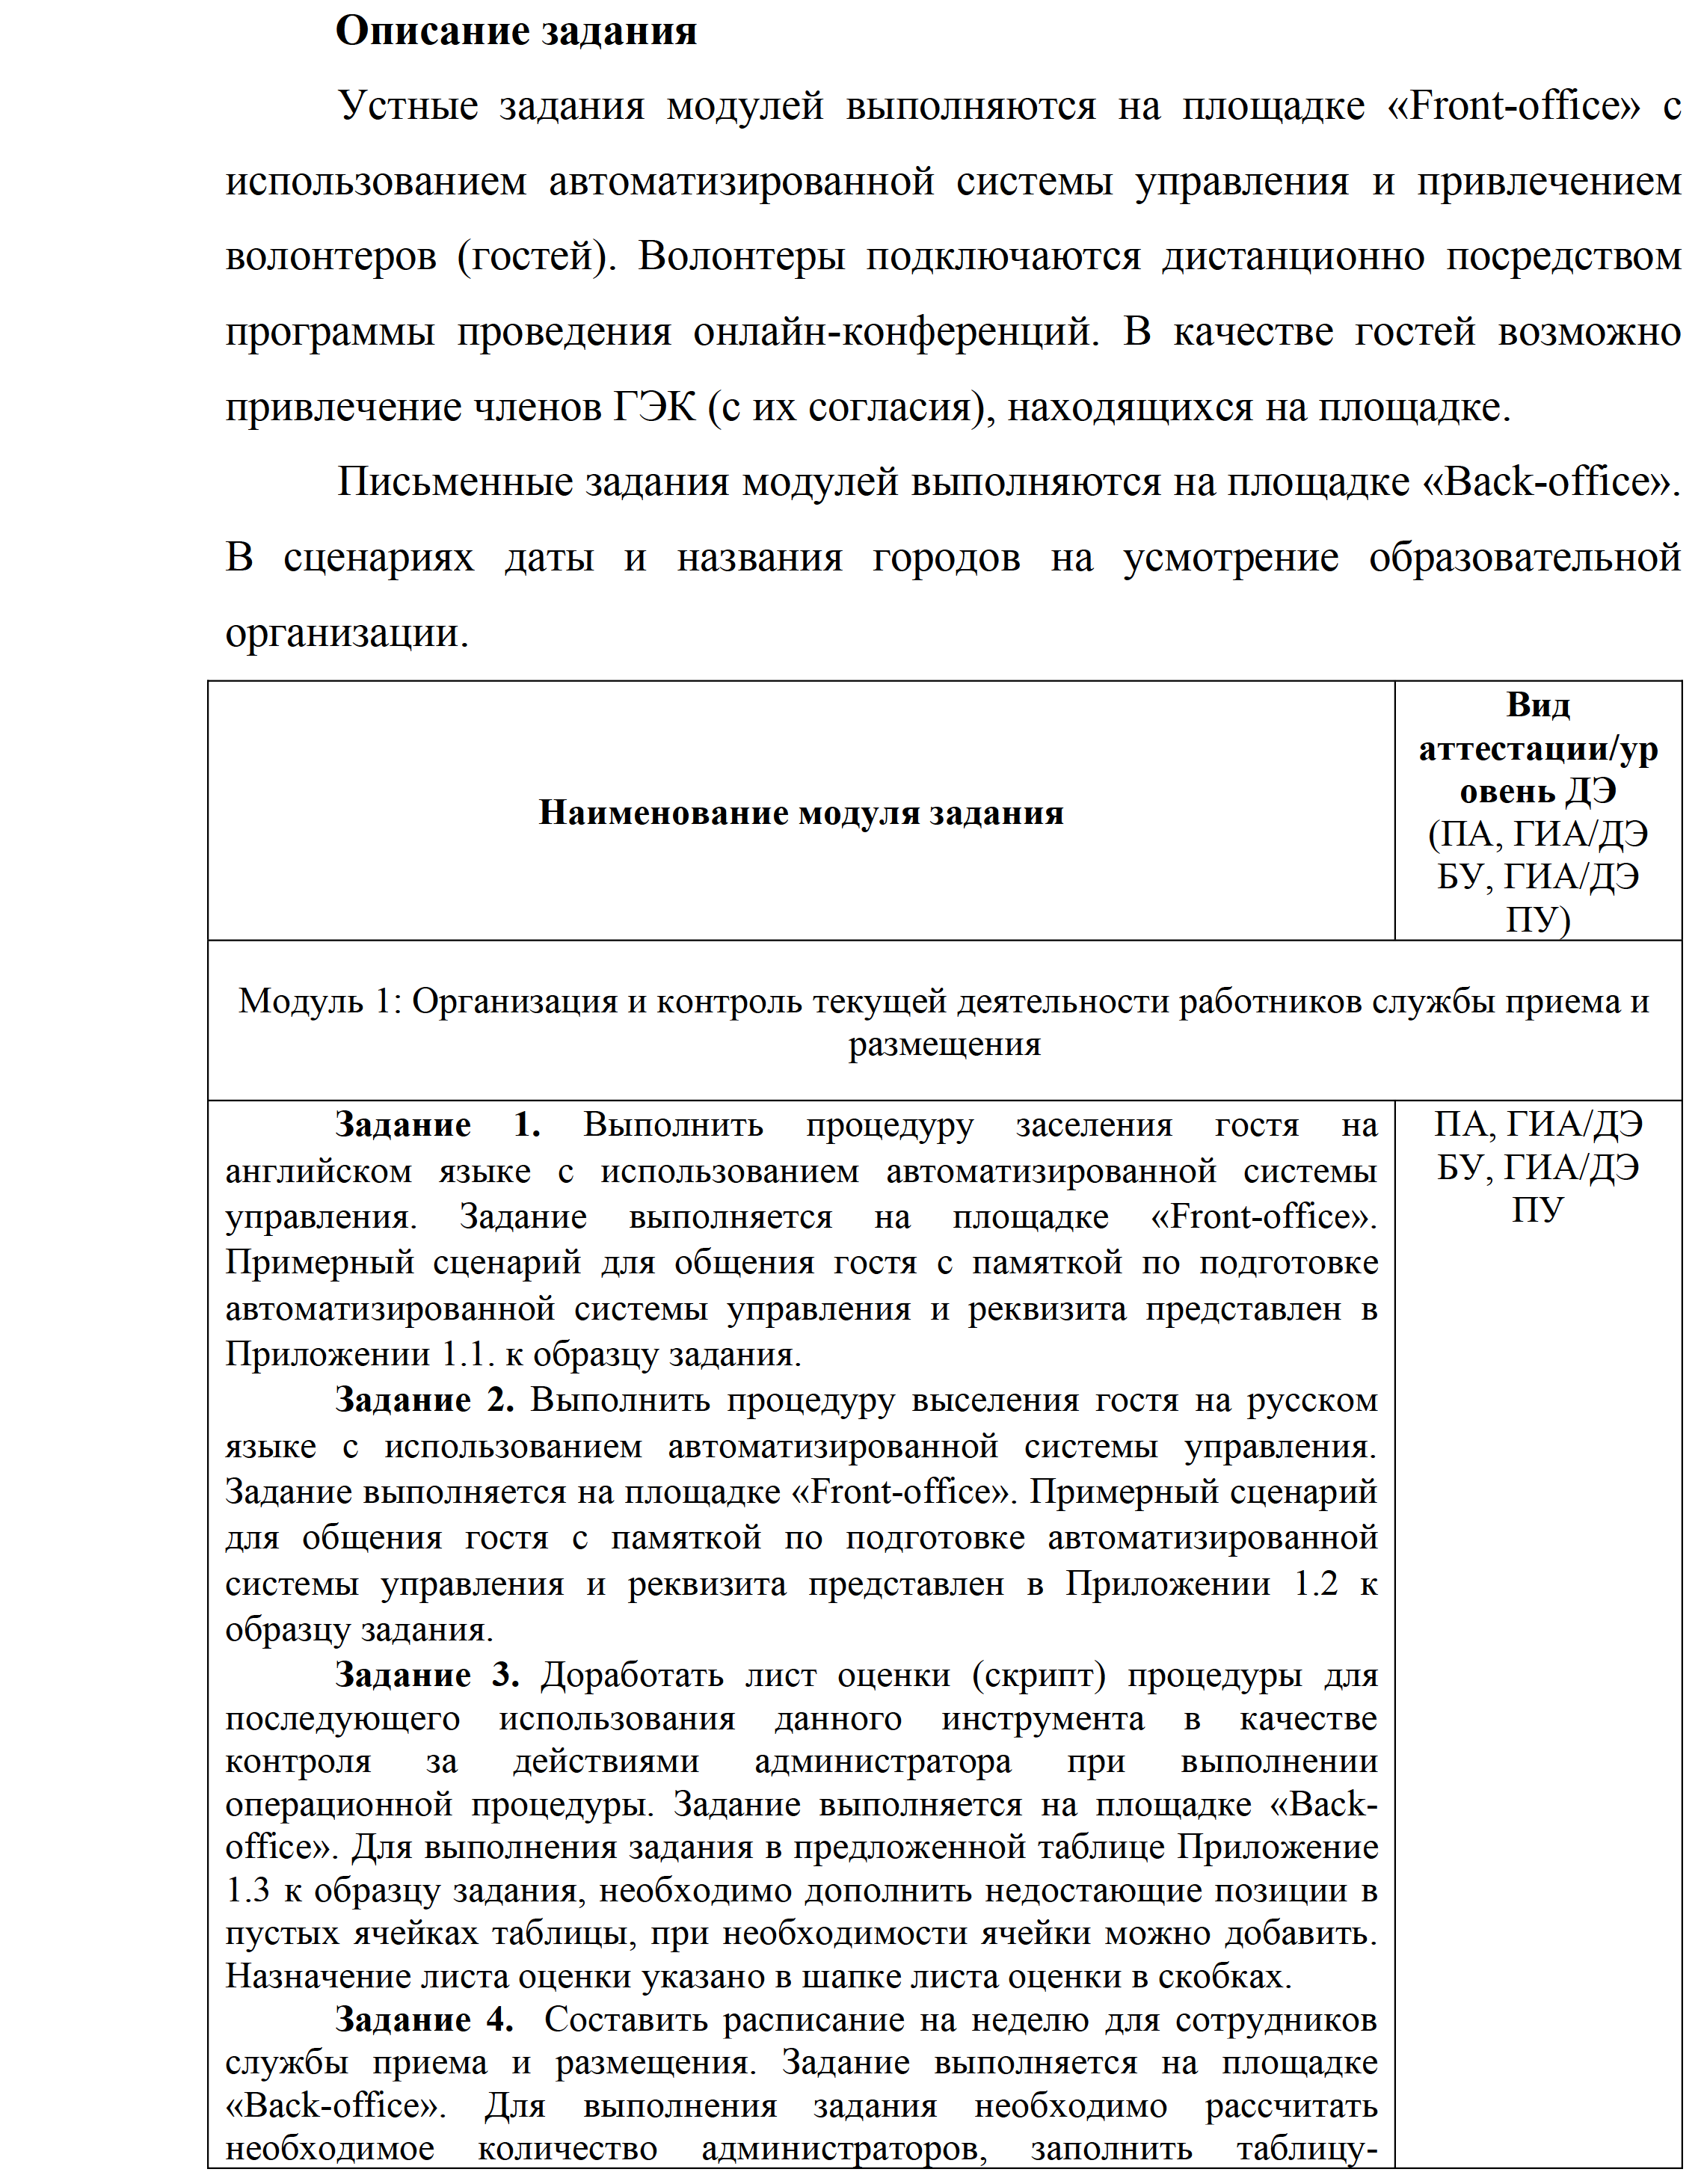 Описание задания
Устные задания модулей выполняются на площадке «Front-office» с
использованием автоматизированной системы управления и привлечением
волонтеров (гостей). Волонтеры подключаются дистанционно посредством
программы проведения онлайн-конференций. В качестве гостей возможно
привлечение членов ГЭК (с их согласия), находящихся на площадке.
Письменные задания модулей выполняются на площадке «Back-office».
В сценариях даты и названия городов на усмотрение образовательной
организации.
Наименование модуля задания
Вид
аттестации/ур
овень ДЭ
(ПА, ГИА/ДЭ
БУ, ГИА/ДЭ
ПУ)
Модуль 1: Организация и контроль текущей деятельности работников службы приема и
размещения
Задание 1. Выполнить процедуру заселения гостя на
английском языке с использованием автоматизированной системы
управления. Задание выполняется на площадке «Front-office».
Примерный сценарий для общения гостя с памяткой по подготовке
автоматизированной системы управления и реквизита представлен в
Приложении 1.1. к образцу задания.
Задание 2. Выполнить процедуру выселения гостя на русском
языке с использованием автоматизированной системы управления.
Задание выполняется на площадке «Front-office». Примерный сценарий
для общения гостя с памяткой по подготовке автоматизированной
системы управления и реквизита представлен в Приложении 1.2 к
образцу задания.
Задание 3. Доработать лист оценки (скрипт) процедуры для
последующего использования данного инструмента в качестве
контроля за действиями администратора при выполнении
операционной процедуры. Задание выполняется на площадке «Back-
office». Для выполнения задания в предложенной таблице Приложение
1.3 к образцу задания, необходимо дополнить недостающие позиции в
пустых ячейках таблицы, при необходимости ячейки можно добавить.
Назначение листа оценки указано в шапке листа оценки в скобках.
Задание 4. Составить расписание на неделю для сотрудников
службы приема и размещения. Задание выполняется на площадке
«Back-office». Для выполнения задания необходимо рассчитать
необходимое количество администраторов, заполнить таблицу-
ПА, ГИА/ДЭ
БУ, ГИА/ДЭ
ПУ